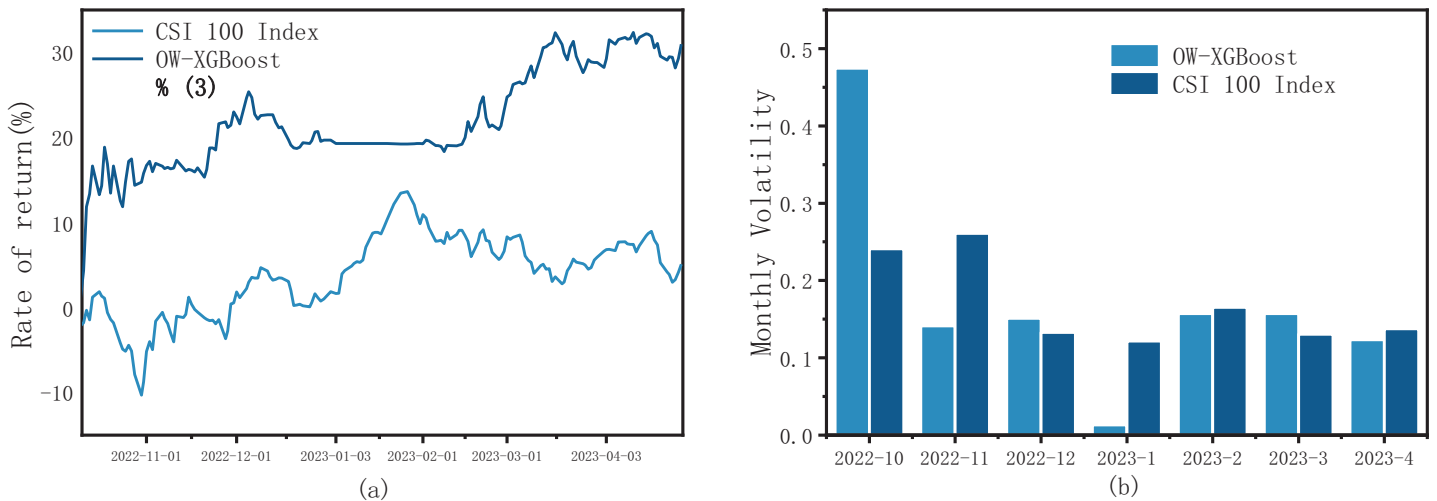 CSI 100 Index
OW-XGBoost
% (3)
Rate of return(%)
30
20
10
0
-10
2022-11-01 2022-12-01 2023-01-03 2023-02-01 2023-03-01 2023-04-03
(a)
OW-XGBoost
CSI 100 Index
Monthly Volatility
0.5
0.4
0.3
0.2
0.1
0.0
2022-10 2022-11 2022-12 2023-1 2023-2 2023-3 2023-4
(b)